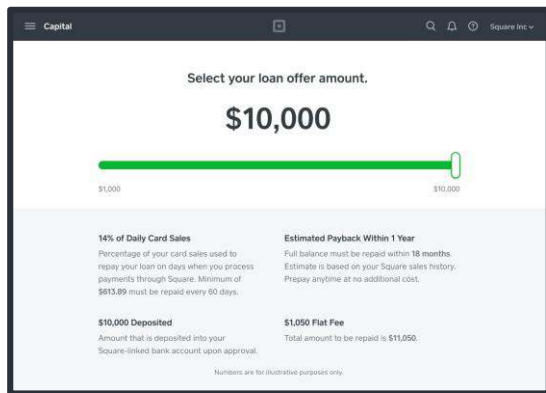 Capital
Square Inc
Select your loan offer amount.
$10,000
$1,000
$10,000
14% of Daily Card Sales
Percentage of your card sales used to
repay your loan on days when you process
payments through Square. Minimum of
$613.89 must be repaid every 60 days.
Estimated Payback Within 1 Year
Full balance must be repaid within 18 months.
Estimate is based on your Square sales history.
Prepay anytime at no additional cost.
$10,000 Deposited
Amount that is deposited into your
Square-linked bank account upon approval.
$1,050 Flat Fee
Total amount to be repaid is $11,050.
Numbers are for illustrative purposes only.